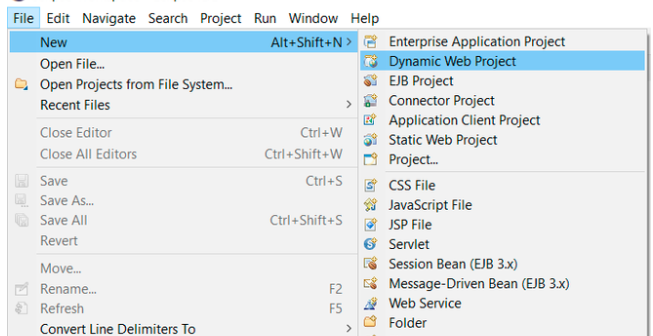 File Edit Navigate Search Project Run Window Help
New Alt+Shift+N >
Open File...
Open Projects from File System...
Recent Files >
Close Editor Ctrl+W
Close All Editors Ctrl+Shift+W
Save Ctrl+S
Save As...
Save All Ctrl+Shift+S
Revert
Move...
Rename... F2
Refresh F5
Convert Line Delimiters To >
Enterprise Application Project
Dynamic Web Project
EJB Project
Connector Project
Application Client Project
Static Web Project
Project...
CSS File
JavaScript File
JSP File
Servlet
Session Bean (EJB 3.x)
Message-Driven Bean (EJB 3.x)
Web Service
Folder